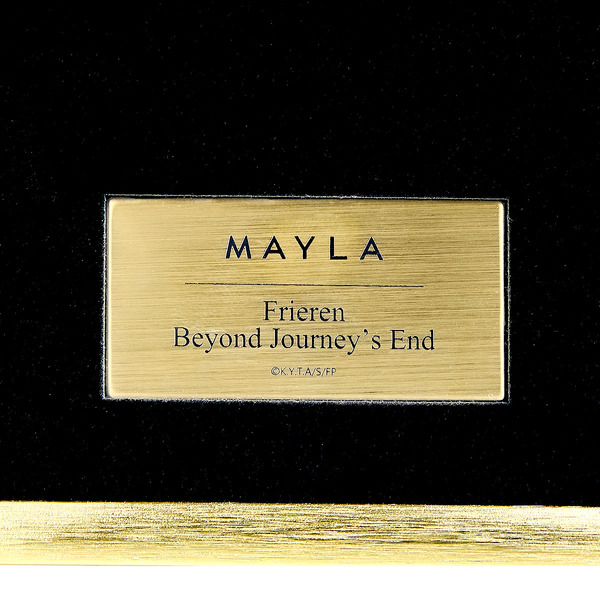 MAYLA
Frieren
Beyond Journey's End
©K.Y.T.A/S/FP